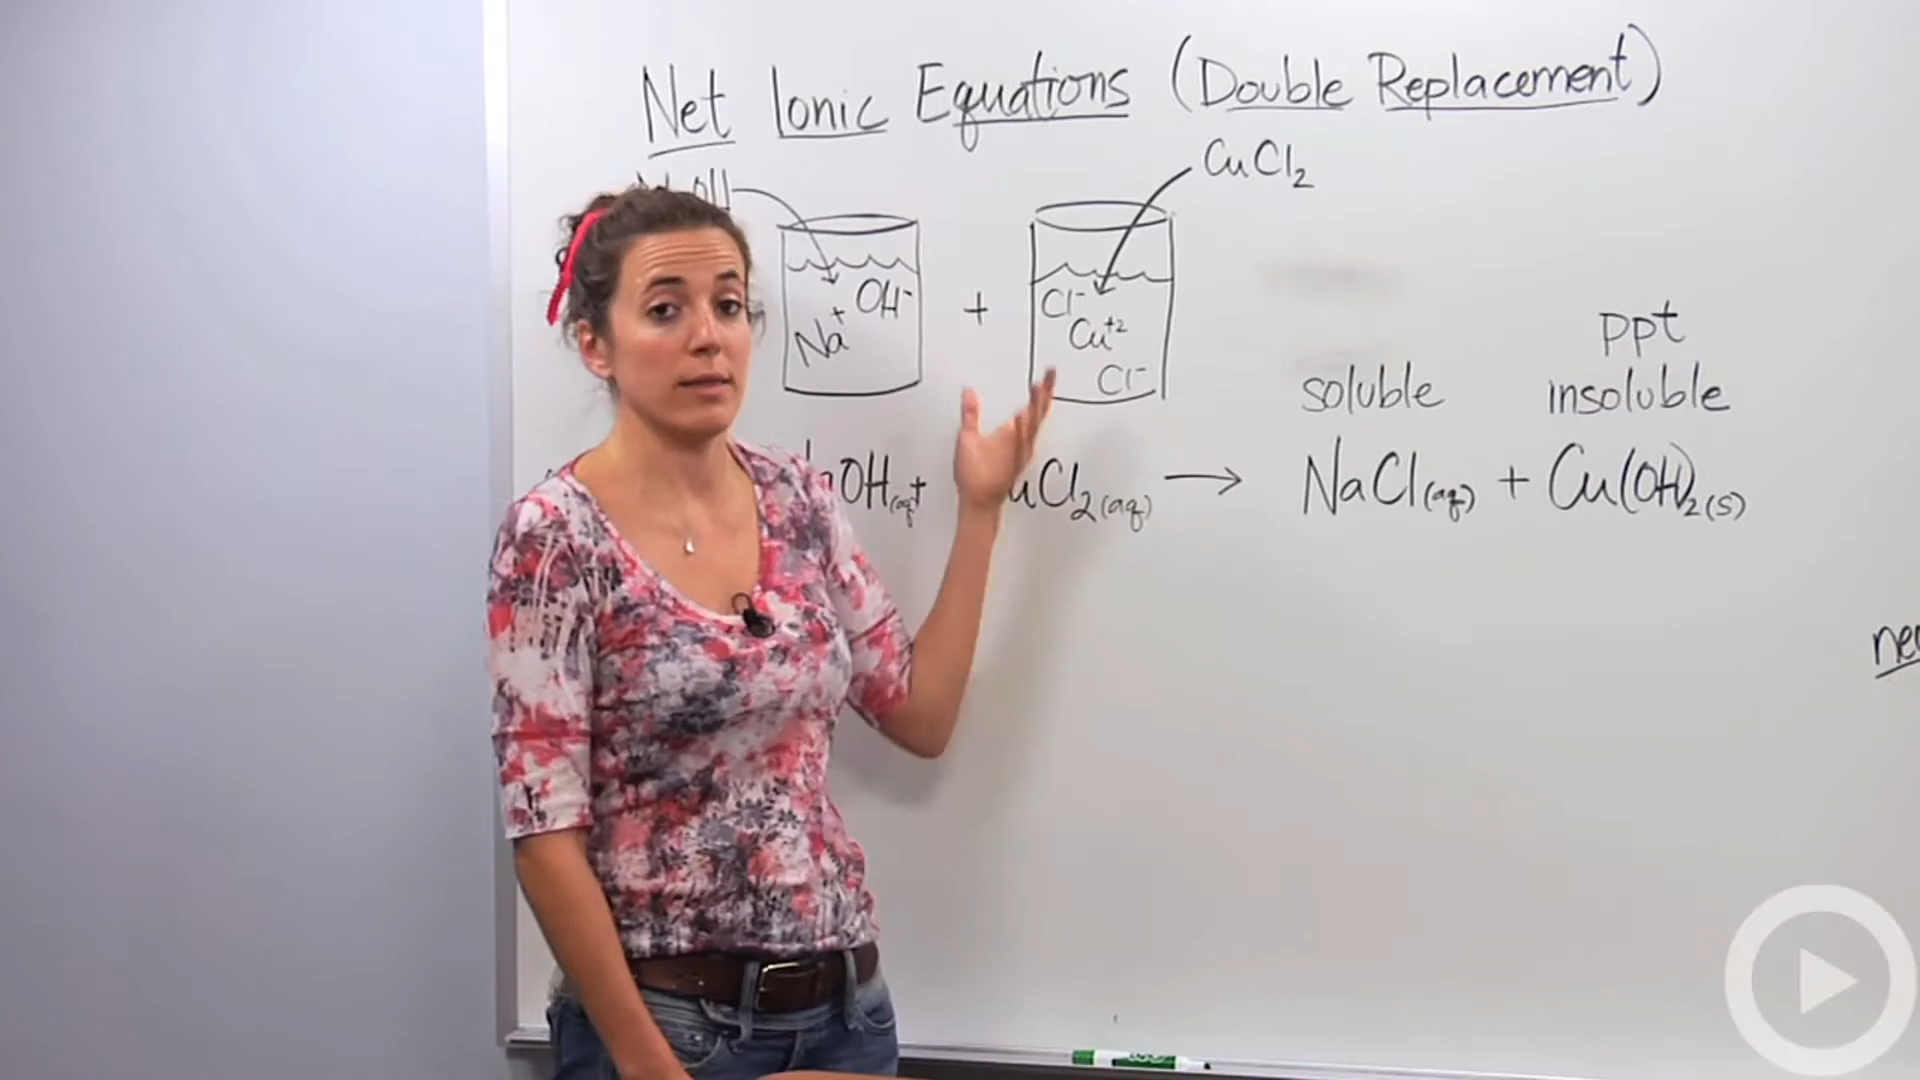 Net Ionic Equations (Double Replacement)
CuCl₂
OH⁻
Na⁺
+
Cl⁻
Cu⁺²
Cl⁻
ppt
soluble insoluble
OH(aq) + uCl₂(aq) → NaCl(aq) + Cu(OH)₂(s)